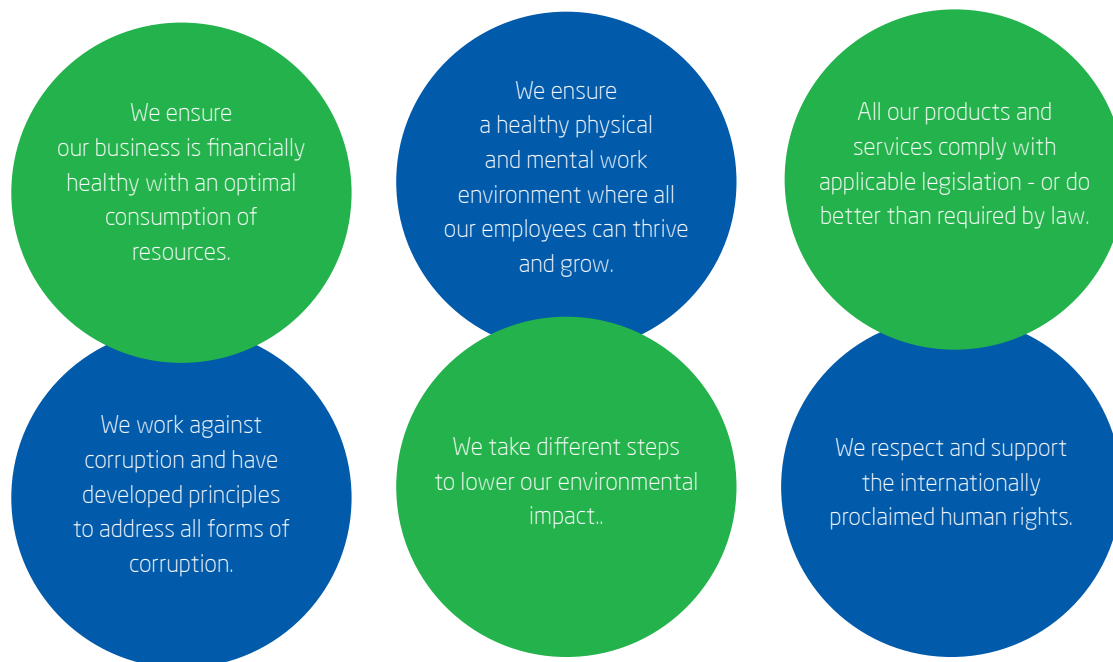 We ensure
our business is financially
healthy with an optimal
consumption of
resources.
We ensure
a healthy physical
and mental work
environment where all
our employees can thrive
and grow.
All our products and
services comply with
applicable legislation - or do
better than required by law.
We work against
corruption and have
developed principles
to address all forms of
corruption.
We take different steps
to lower our environmental
impact..
We respect and support
the internationally
proclaimed human rights.